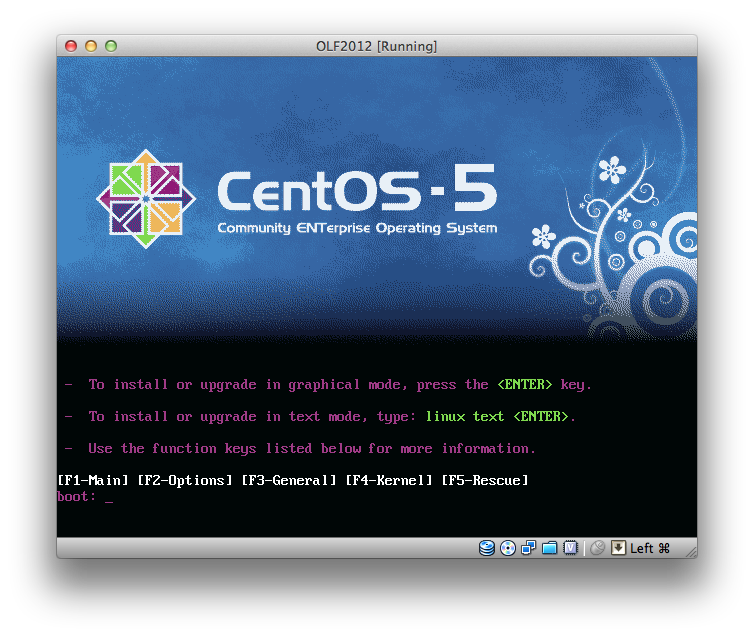 OLF2012 [Running]
CentOS-5
Community ENTerprise Operating System
- To install or upgrade in graphical mode, press the <ENTER> key.
- To install or upgrade in text mode, type: linux text <ENTER>.
- Use the function keys listed below for more information.
[F1-Main] [F2-Options] [F3-General] [F4-Kernel] [F5-Rescue]
boot: _
Left ⌘